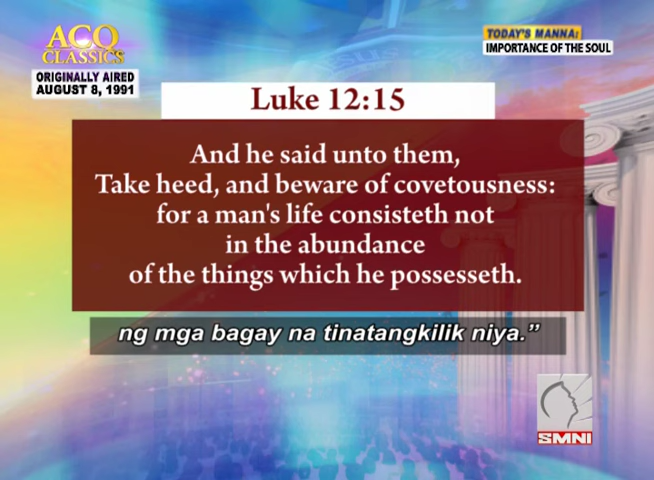 ACQ
CLASSICS
ORIGINALLY AIRED
AUGUST 8, 1991
TODAY'S MANNA:
IMPORTANCE OF THE SOUL
Luke 12:15
And he said unto them,
Take heed, and beware of covetousness:
for a man's life consisteth not
in the abundance
of the things which he possesseth.
ng mga bagay na tinatangkilik niya.”
SMNI